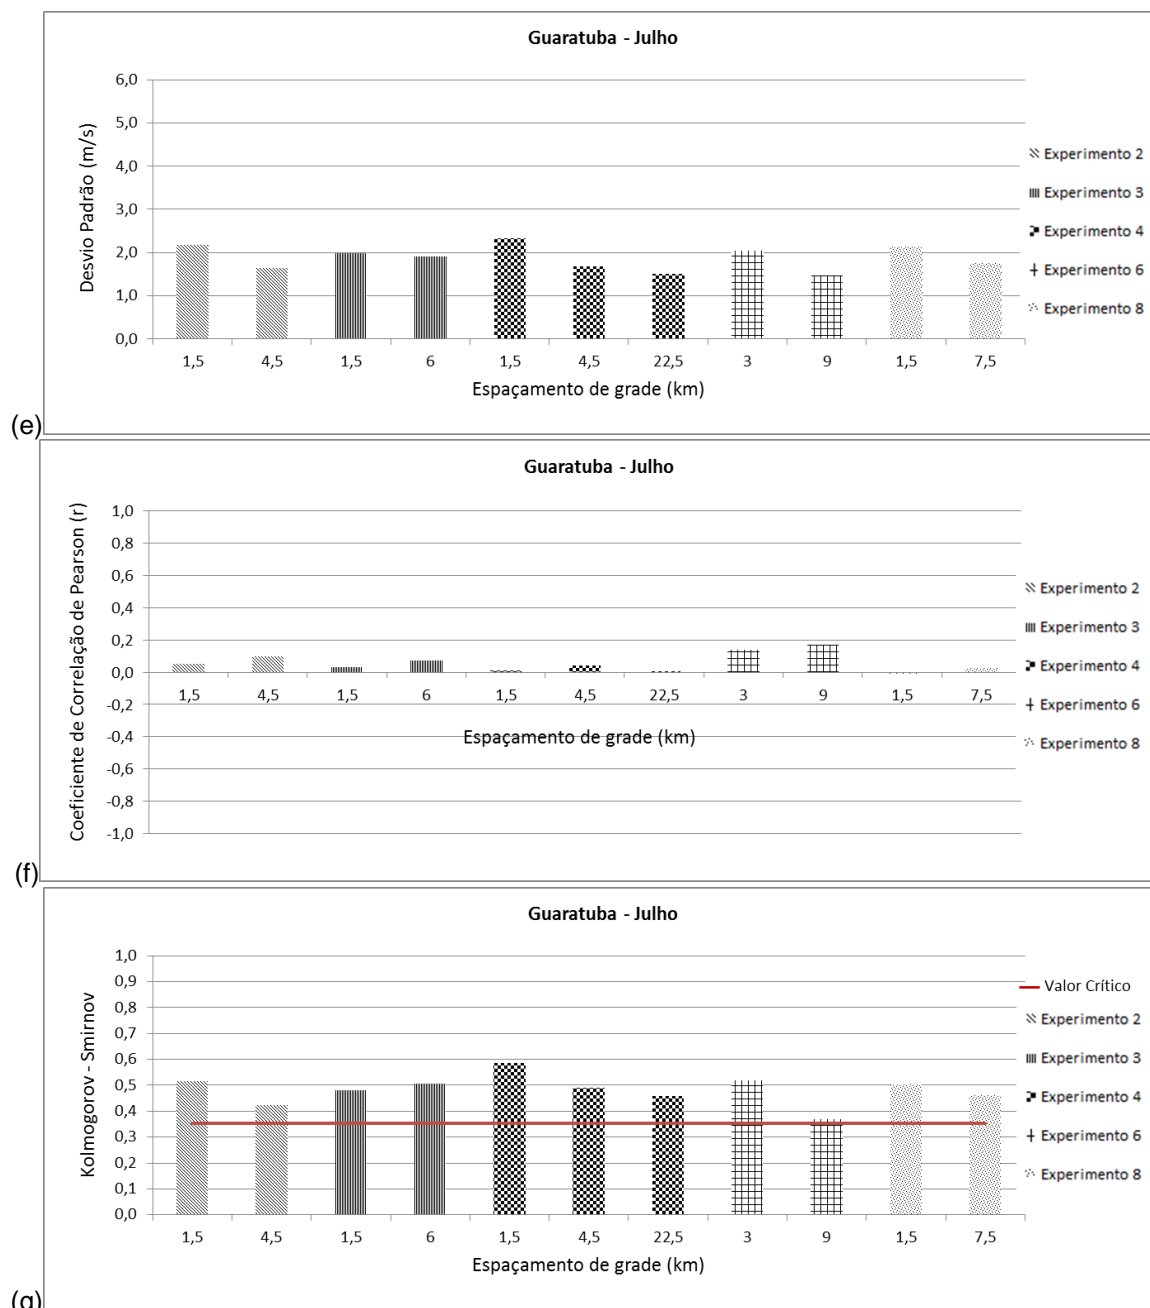 Guaratuba - Julho
Desvio Padrão (m/s)
6,0
5,0
4,0
3,0
2,0
1,0
0,0
1,5 4,5 1,5 6 1,5 4,5 22,5 3 9 1,5 7,5
Espaçamento de grade (km)
Experimento 2
Experimento 3
Experimento 4
Experimento 6
Experimento 8
(e)
Guaratuba - Julho
Coeficiente de Correlação de Pearson (r)
1,0
0,8
0,6
0,4
0,2
0,0
-0,2
-0,4
-0,6
-0,8
-1,0
1,5 4,5 1,5 6 1,5 4,5 22,5 3 9 1,5 7,5
Espaçamento de grade (km)
Experimento 2
Experimento 3
Experimento 4
Experimento 6
Experimento 8
(f)
Guaratuba - Julho
Kolmogorov - Smirnov
1,0
0,9
0,8
0,7
0,6
0,5
0,4
0,3
0,2
0,1
0,0
1,5 4,5 1,5 6 1,5 4,5 22,5 3 9 1,5 7,5
Espaçamento de grade (km)
Valor Crítico
Experimento 2
Experimento 3
Experimento 4
Experimento 6
Experimento 8
(g)